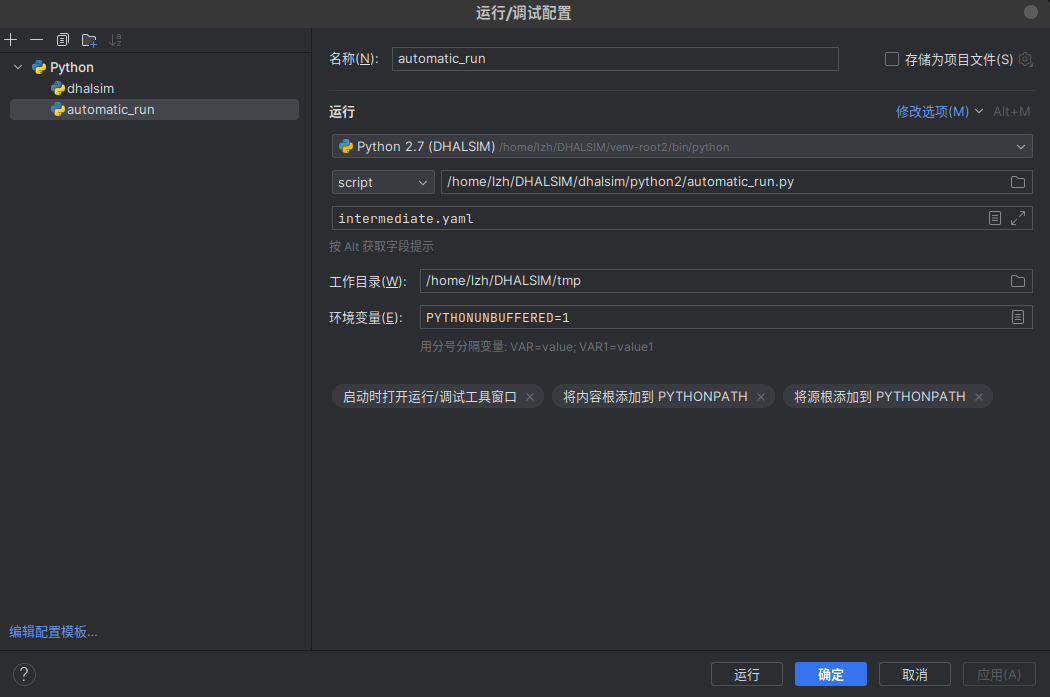 运行/调试配置
Python
dhalsim
automatic_run
名称(N): automatic_run 存储为项目文件(S)
运行 修改选项(M) Alt+M
Python 2.7 (DHALSIM) /home/lzh/DHALSIM/venv-root2/bin/python
script /home/lzh/DHALSIM/dhalsim/python2/automatic_run.py
intermediate.yaml
按 Alt 获取字段提示
工作目录(W): /home/lzh/DHALSIM/tmp
环境变量(E): PYTHONUNBUFFERED=1
用分号分隔变量: VAR=value; VAR1=value1
启动时打开运行/调试工具窗口 × 将内容根添加到 PYTHONPATH × 将源根添加到 PYTHONPATH ×
编辑配置模板...
? 运行 确定 取消 应用(A)